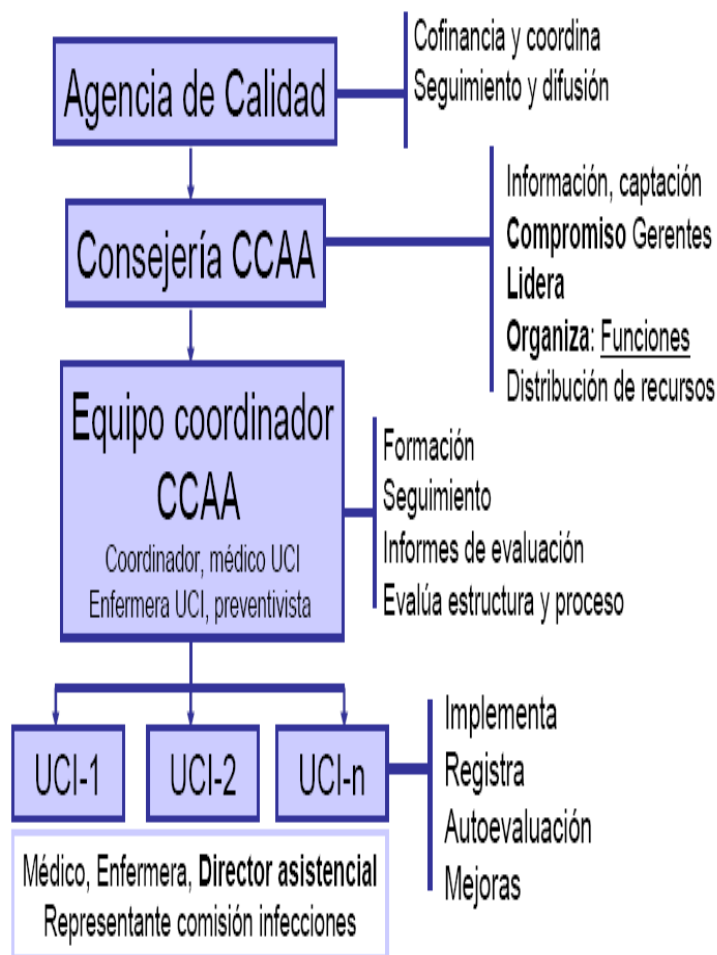 Agencia de Calidad
Cofinancia y coordina
Seguimiento y difusión
Consejería CCAA
Información, captación
Compromiso Gerentes
Lidera
Organiza: Funciones
Distribución de recursos
Equipo coordinador
CCAA
Coordinador, médico UCI
Enfermera UCI, preventivista
Formación
Seguimiento
Informes de evaluación
Evalúa estructura y proceso
UCI-1
UCI-2
UCI-n
Implementa
Registra
Autoevaluación
Mejoras
Médico, Enfermera, Director asistencial
Representante comisión infecciones